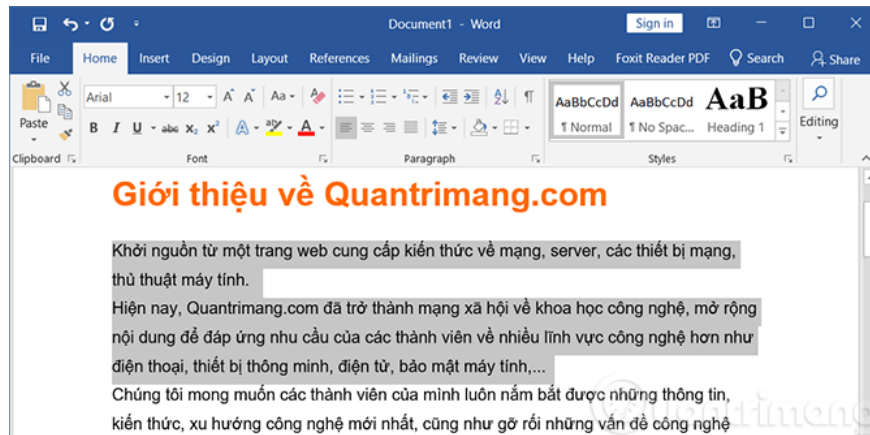 Document1 - Word
Sign in
File Home Insert Design Layout References Mailings Review View Help Foxit Reader PDF Search Share
Paste
Arial 12 A A Aa
B I U abc X₂ X² A aby A
AaBbCcDd AaBbCcDd AaB
¶ Normal ¶ No Spac... Heading 1
Editing
Clipboard Font Paragraph Styles
Giới thiệu về Quantrimang.com
Khởi nguồn từ một trang web cung cấp kiến thức về mạng, server, các thiết bị mạng,
thủ thuật máy tính.
Hiện nay, Quantrimang.com đã trở thành mạng xã hội về khoa học công nghệ, mở rộng
nội dung để đáp ứng nhu cầu của các thành viên về nhiều lĩnh vực công nghệ hơn như
điện thoại, thiết bị thông minh, điện tử, bảo mật máy tính,...
Chúng tôi mong muốn các thành viên của mình luôn nắm bắt được những thông tin,
kiến thức, xu hướng công nghệ mới nhất, cũng như gỡ rối những vấn đề công nghệ
uantrimang